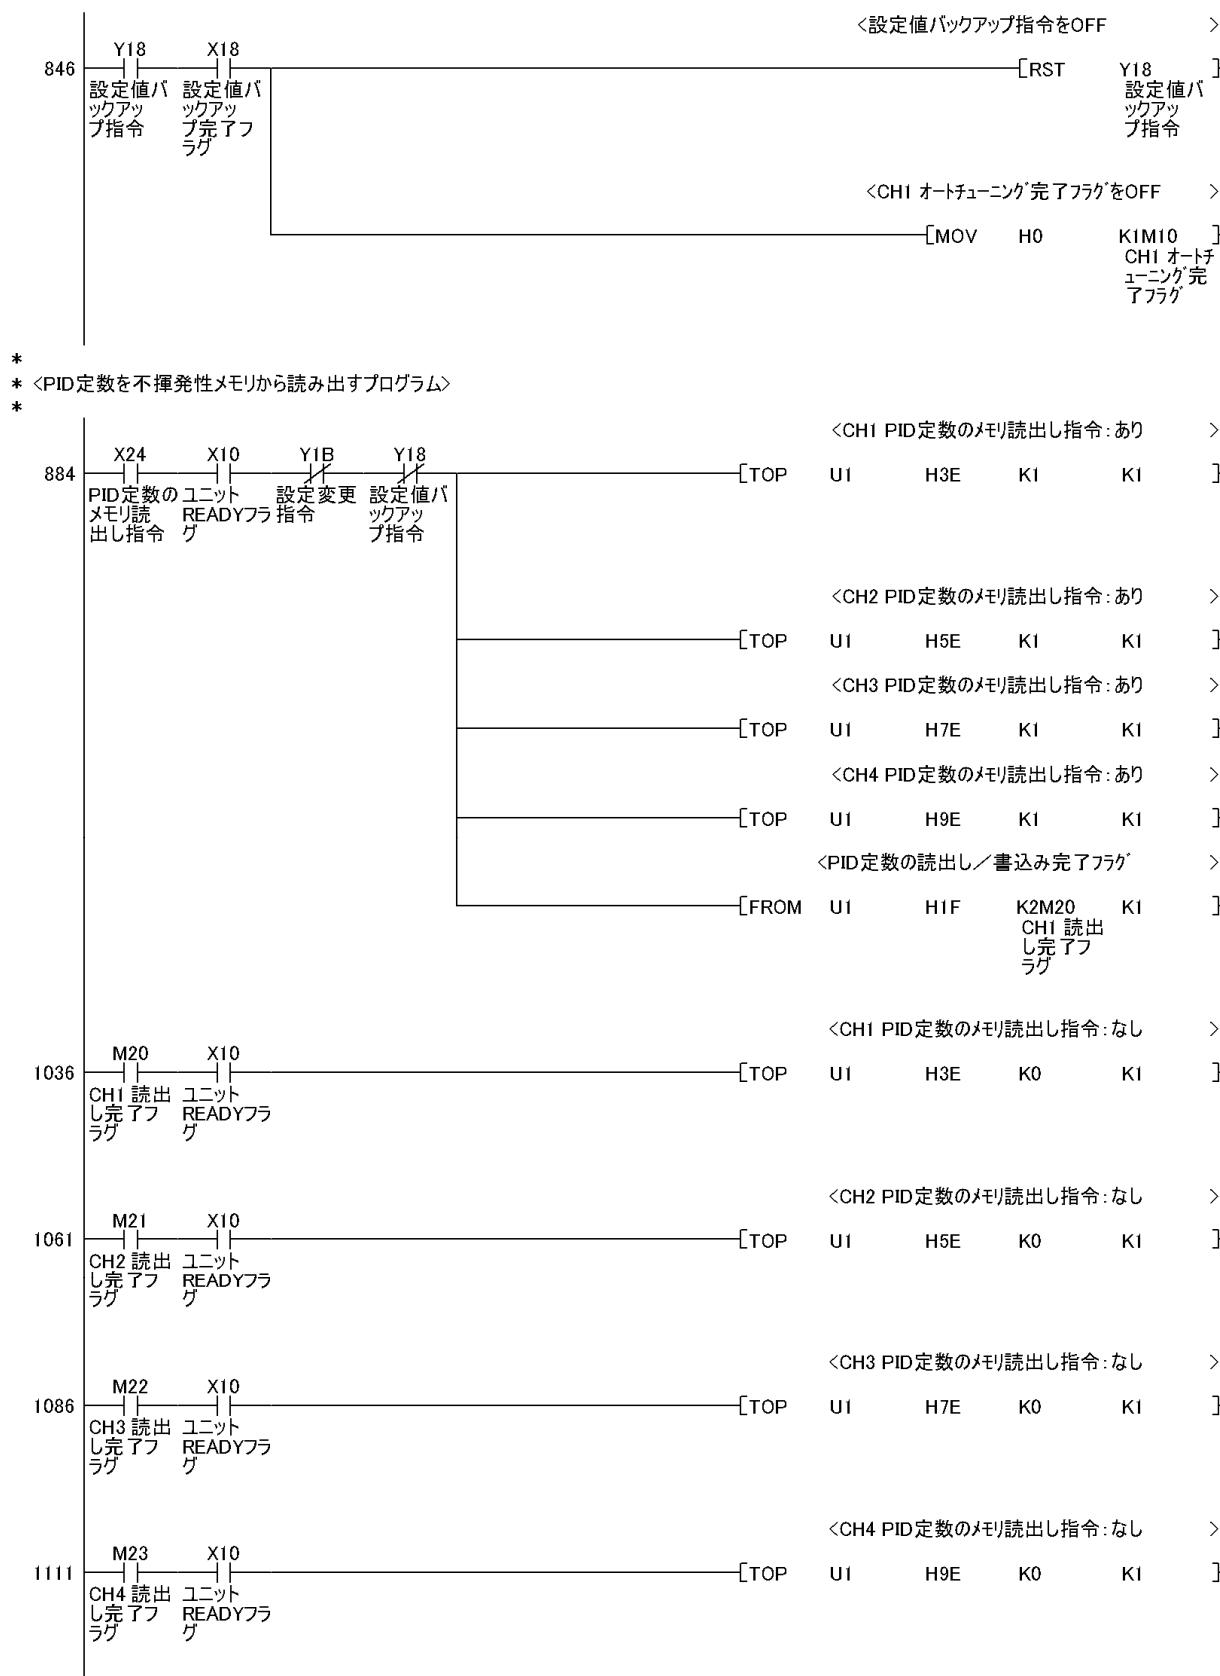 <設定値バックアップ指令をOFF >
Y18 X18
846 [RST Y18 ]
設定値バ 設定値バ 設定値バ
ックアッ ックアッ ックアッ
プ指令 プ完了フ プ指令
ラグ
<CH1 オートチューニング完了フラグをOFF >
[MOV H0 K1M10 ]
CH1 オートチ
ューニング完
了フラグ
*
* <PID定数を不揮発性メモリから読み出すプログラム>
*
<CH1 PID定数のメモリ読出し指令:あり >
X24 X10 Y1B Y18
884 [TOP U1 H3E K1 K1 ]
PID定数の ユニット 設定変更 設定値バ
メモリ読 READYフラ 指令 ックアッ
出し指令 グ プ指令
<CH2 PID定数のメモリ読出し指令:あり >
[TOP U1 H5E K1 K1 ]
<CH3 PID定数のメモリ読出し指令:あり >
[TOP U1 H7E K1 K1 ]
<CH4 PID定数のメモリ読出し指令:あり >
[TOP U1 H9E K1 K1 ]
<PID定数の読出し/書込み完了フラグ >
[FROM U1 H1F K2M20 K1 ]
CH1 読出
し完了フ
ラグ
<CH1 PID定数のメモリ読出し指令:なし >
M20 X10
1036 [TOP U1 H3E K0 K1 ]
CH1 読出 ユニット
し完了フ READYフラ
ラグ グ
<CH2 PID定数のメモリ読出し指令:なし >
M21 X10
1061 [TOP U1 H5E K0 K1 ]
CH2 読出 ユニット
し完了フ READYフラ
ラグ グ
<CH3 PID定数のメモリ読出し指令:なし >
M22 X10
1086 [TOP U1 H7E K0 K1 ]
CH3 読出 ユニット
し完了フ READYフラ
ラグ グ
<CH4 PID定数のメモリ読出し指令:なし >
M23 X10
1111 [TOP U1 H9E K0 K1 ]
CH4 読出 ユニット
し完了フ READYフラ
ラグ グ